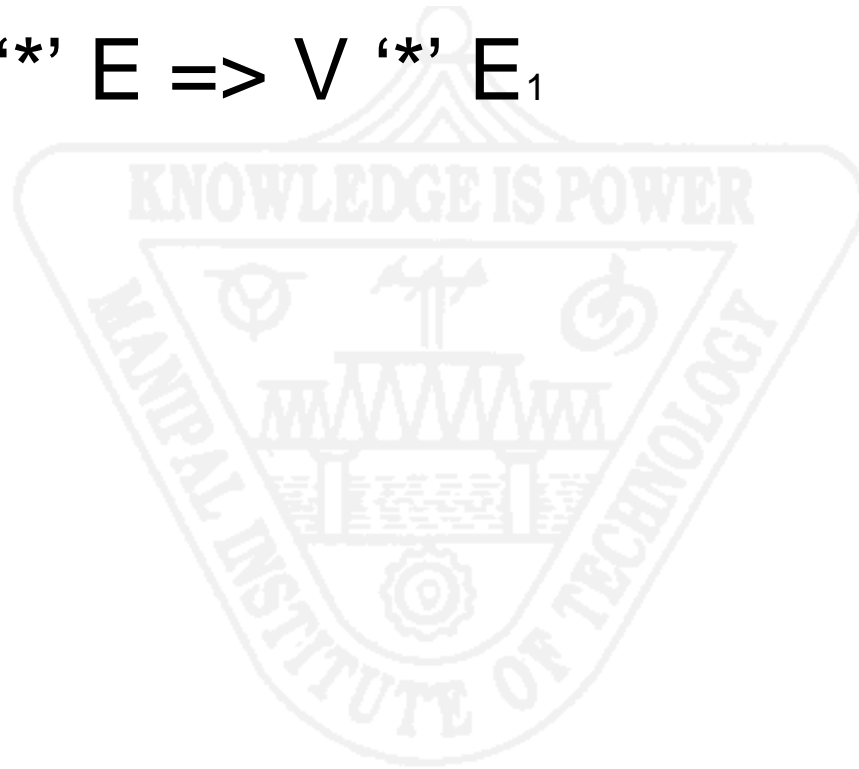 ‘*’ E => V ‘*’ E₁
KNOWLEDGE IS POWER
MANIPAL INSTITUTE OF TECHNOLOGY